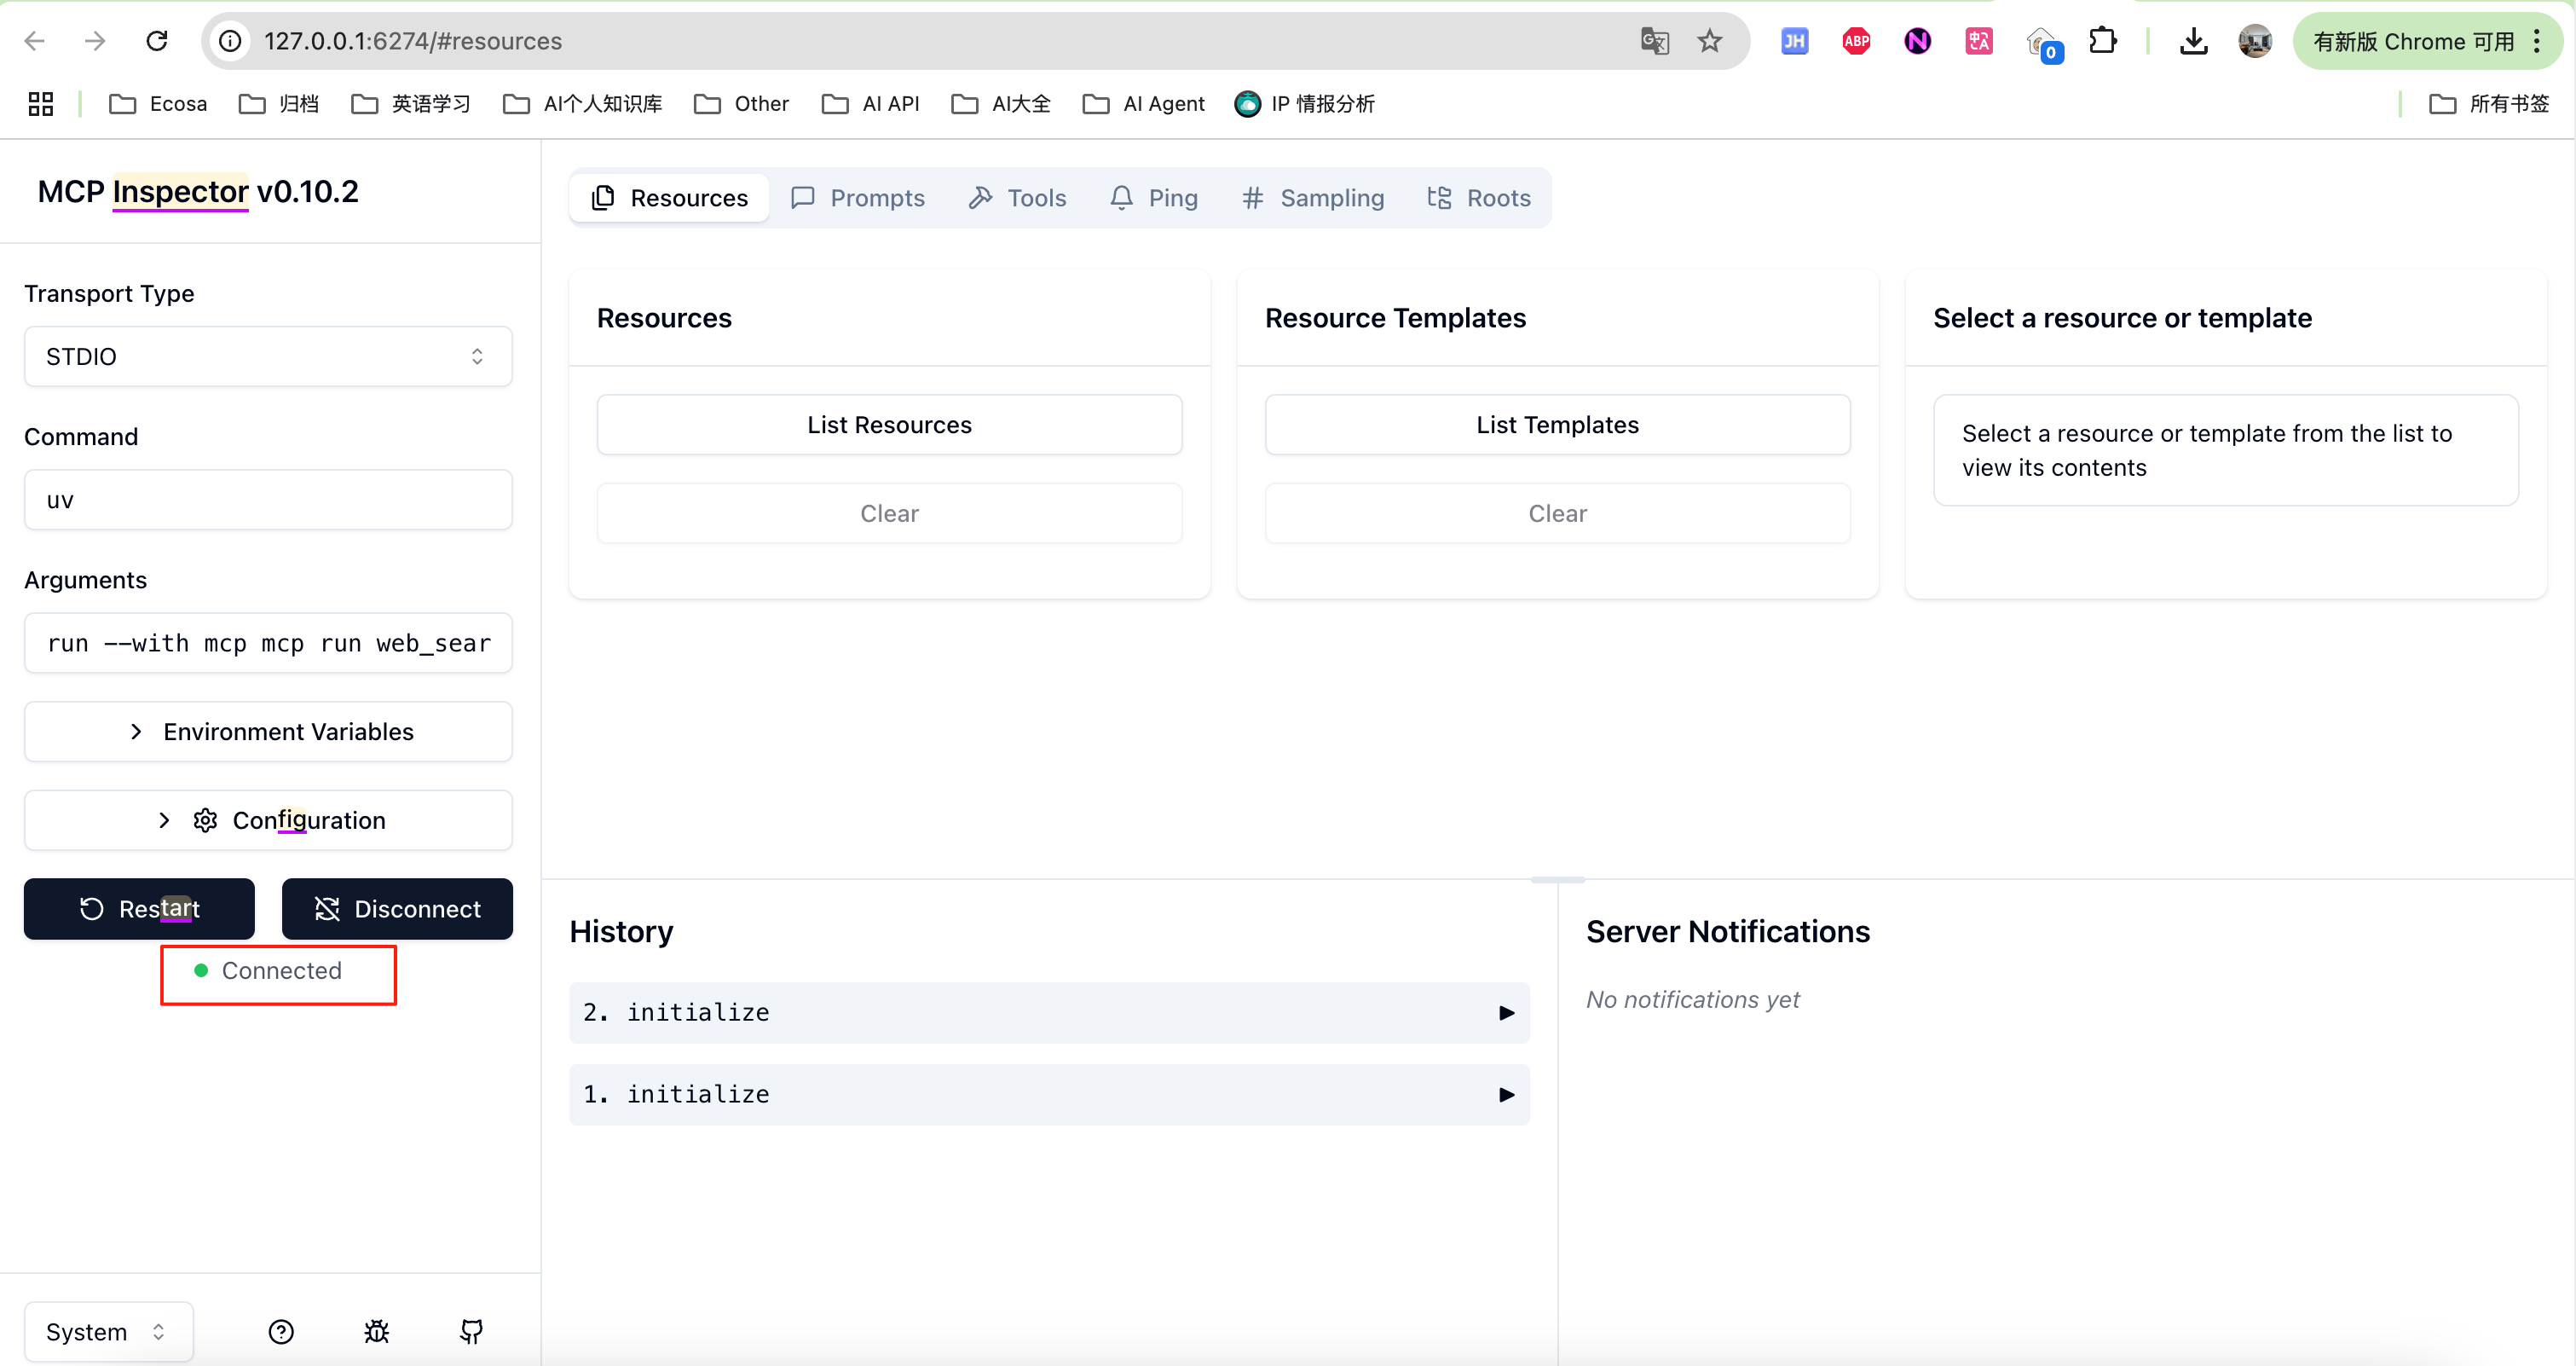 127.0.0.1:6274/#resources
JH
ABP
N
中A
0
有新版 Chrome 可用
Ecosa
归档
英语学习
AI个人知识库
Other
AI API
AI大全
AI Agent
IP 情报分析
所有书签
MCP Inspector v0.10.2
Transport Type
STDIO
Command
uv
Arguments
run --with mcp mcp run web_sear
Environment Variables
Configuration
Restart
Disconnect
Connected
System
Resources
Prompts
Tools
Ping
Sampling
Roots
Resources
List Resources
Clear
Resource Templates
List Templates
Clear
Select a resource or template
Select a resource or template from the list to
view its contents
History
2. initialize
1. initialize
Server Notifications
No notifications yet